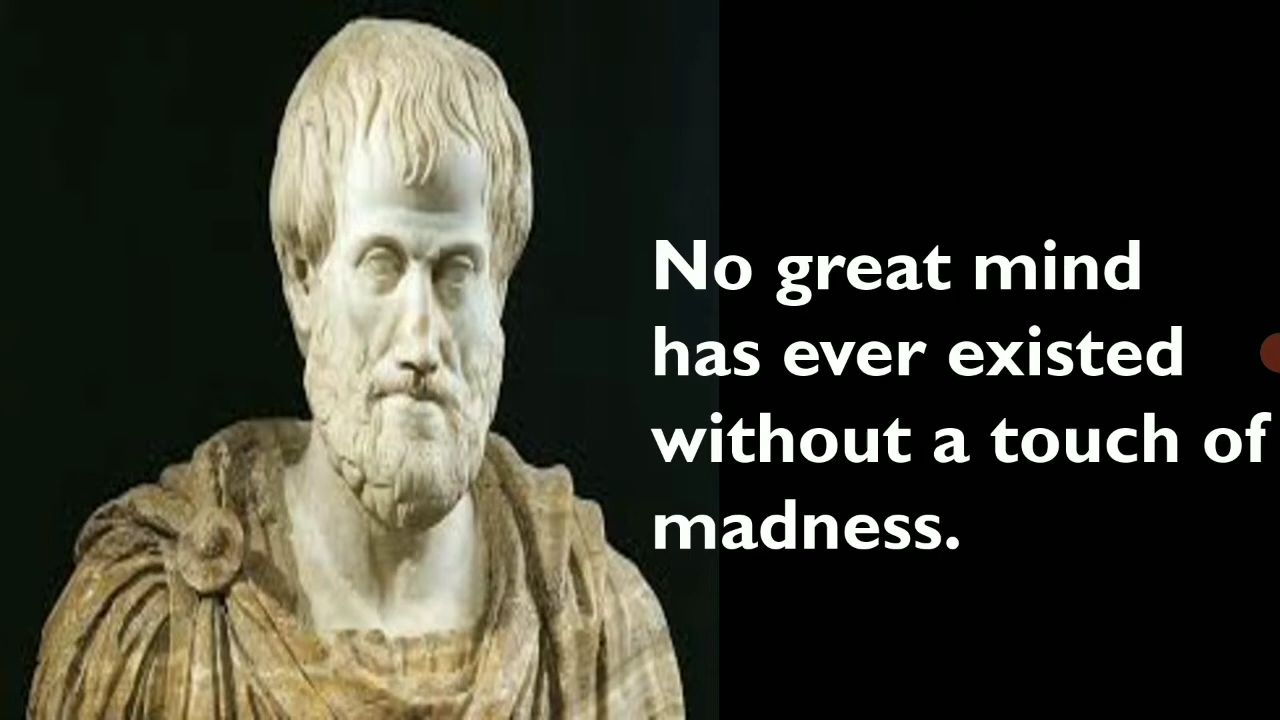 No great mind
has ever existed
without a touch of
madness.